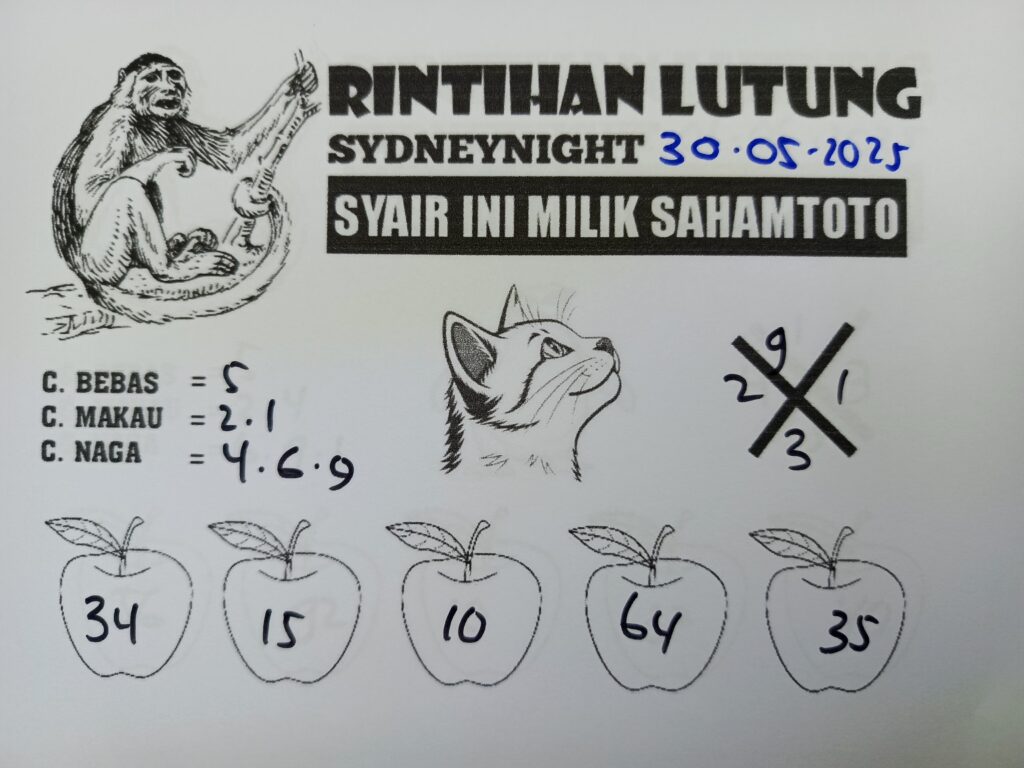 RINTIHAN LUTUNG
SYDNEYNIGHT 30.05.2025
SYAIR INI MILIK SAHAMTOTO
C. BEBAS = 5
C. MAKAU = 2.1
C. NAGA = 4.6.9
9
2 1
3
34 15 10 64 35